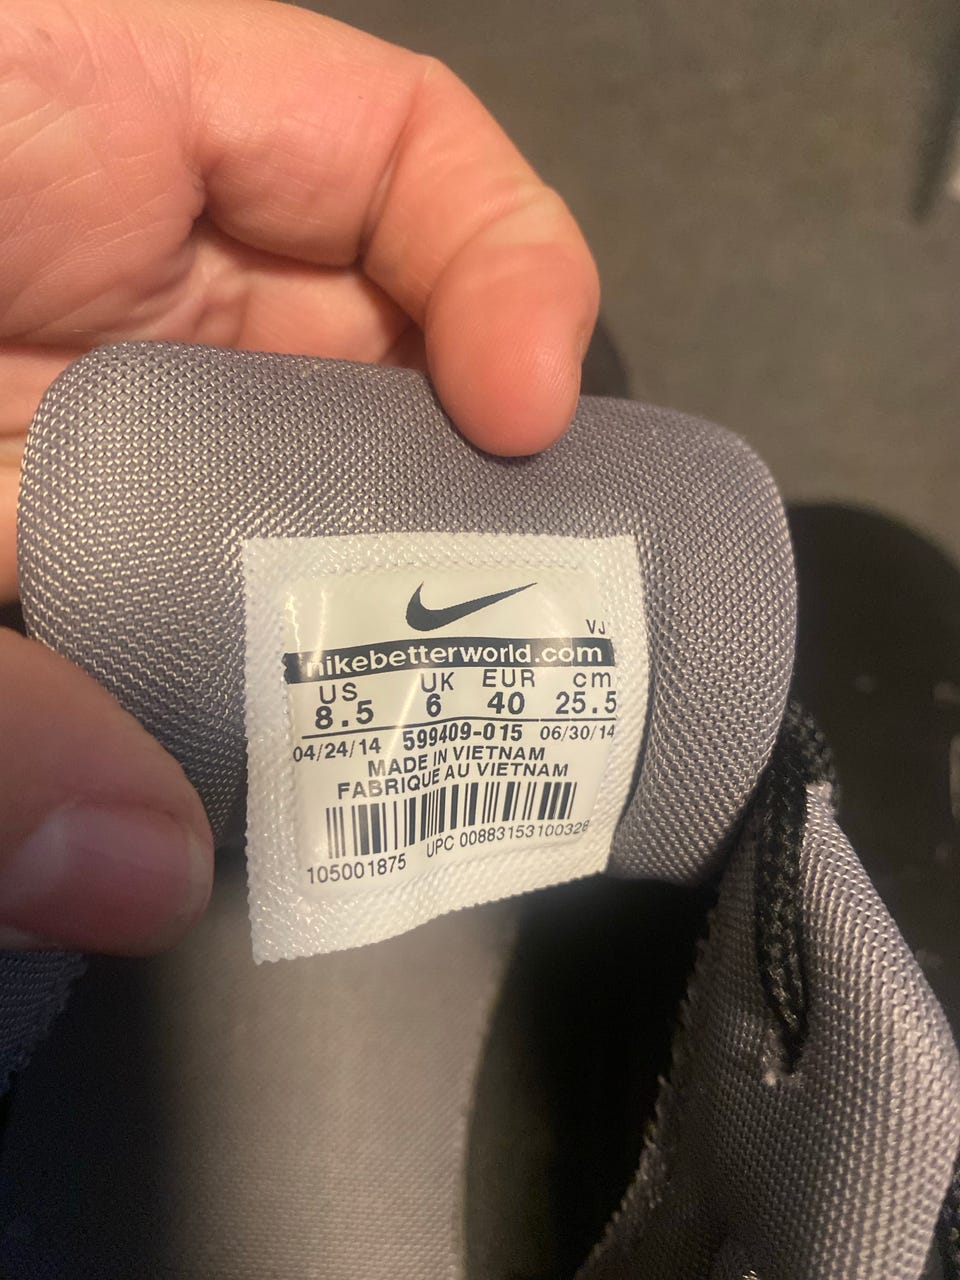 VJ
nikebetterworld.com
US UK EUR cm
8.5 6 40 25.5
04/24/14 599409-015 06/30/14
MADE IN VIETNAM
FABRIQUE AU VIETNAM
105001875 UPC 00883153100328